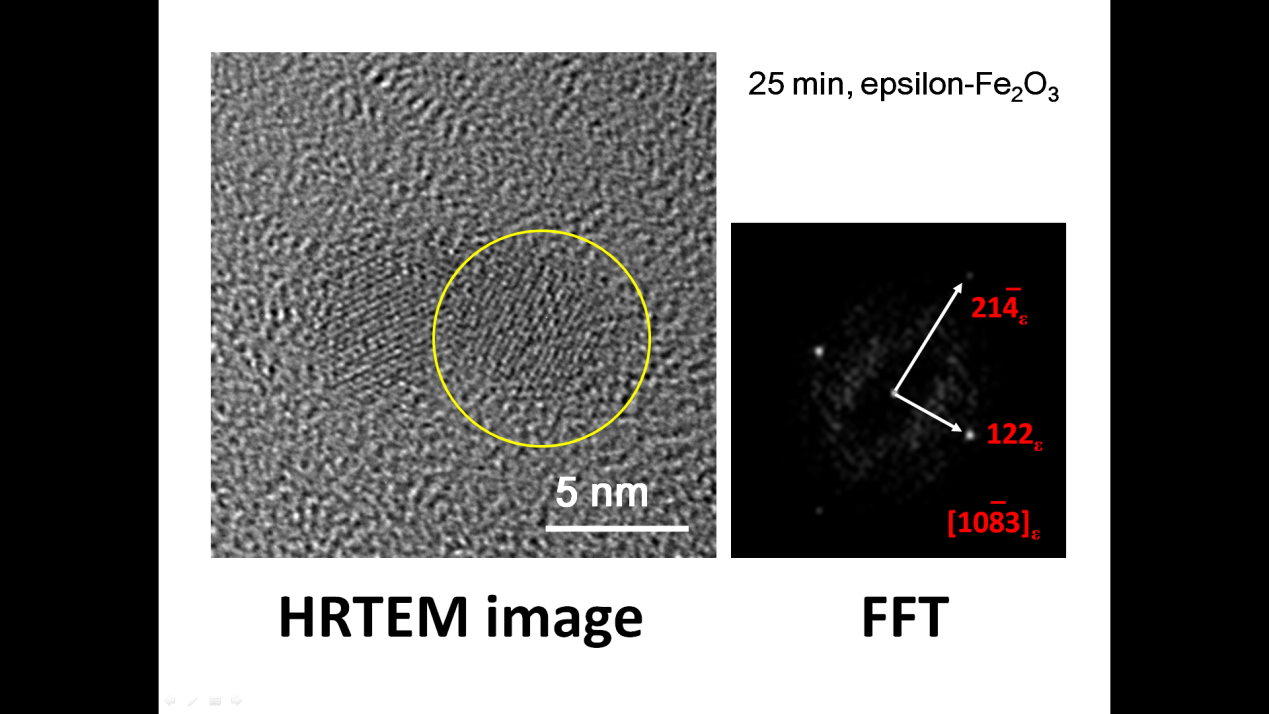 25 min, epsilon-Fe₂O₃
214̅ε
122ε
[108̅3]ε
5 nm
HRTEM image
FFT